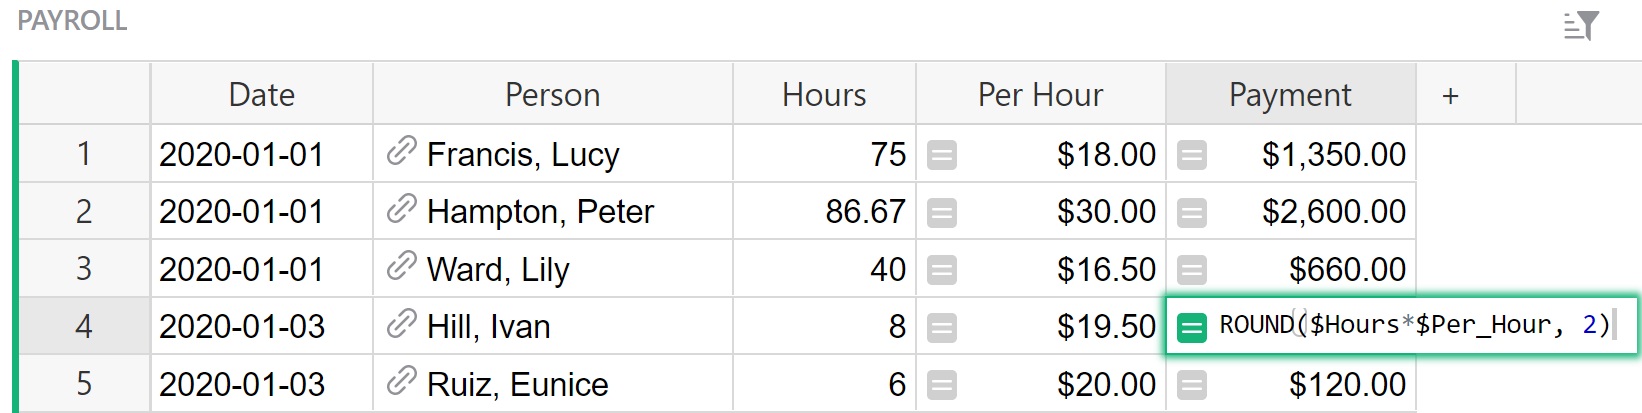 PAYROLL
Date Person Hours Per Hour Payment +
1 2020-01-01 Francis, Lucy 75 = $18.00 = $1,350.00
2 2020-01-01 Hampton, Peter 86.67 = $30.00 = $2,600.00
3 2020-01-01 Ward, Lily 40 = $16.50 = $660.00
4 2020-01-03 Hill, Ivan 8 = $19.50 = ROUND($Hours*$Per_Hour, 2)
5 2020-01-03 Ruiz, Eunice 6 = $20.00 = $120.00